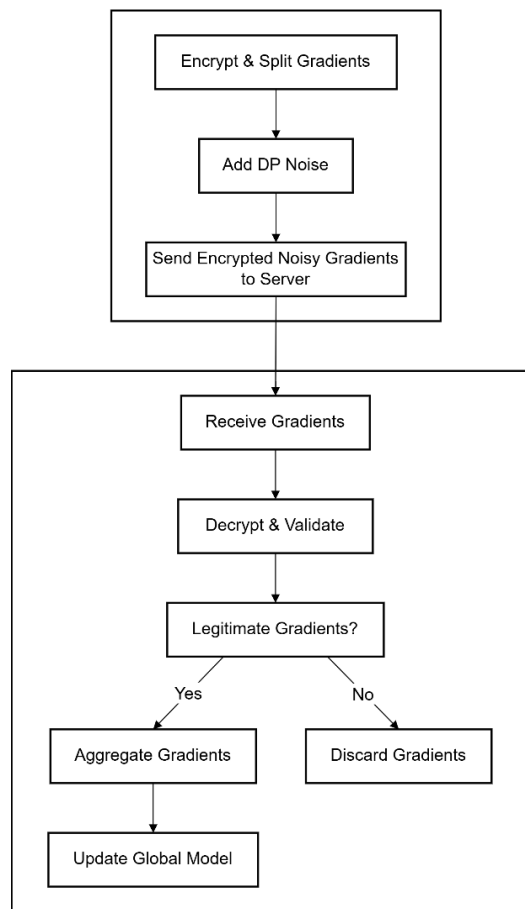 Encrypt & Split Gradients
Add DP Noise
Send Encrypted Noisy Gradients
to Server
Receive Gradients
Decrypt & Validate
Legitimate Gradients?
Yes
No
Aggregate Gradients
Discard Gradients
Update Global Model